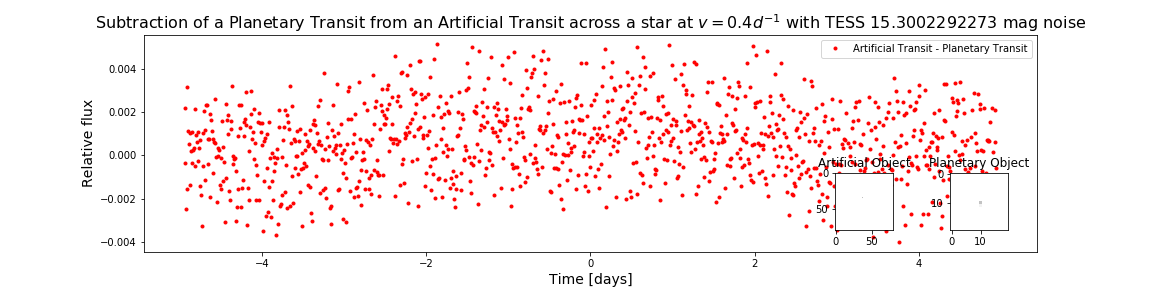 Subtraction of a Planetary Transit from an Artificial Transit across a star at v = 0.4d⁻¹ with TESS 15.3002292273 mag noise
Artificial Transit - Planetary Transit
Relative flux
0.004
0.002
0.000
−0.002
−0.004
Artificial Object
0
50
0 50
Planetary Object
0
10
0 10
−4 −2 0 2 4
Time [days]